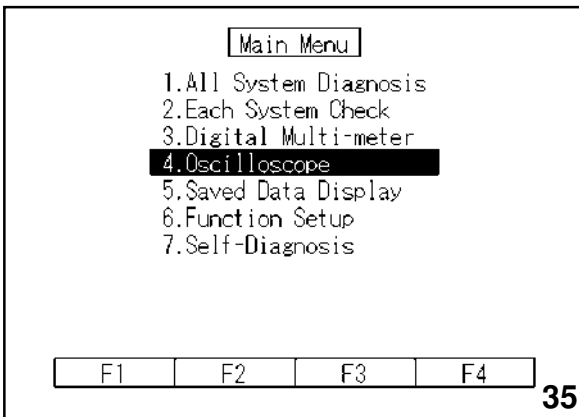 Main Menu
1.All System Diagnosis
2.Each System Check
3.Digital Multi-meter
4.Oscilloscope
5.Saved Data Display
6.Function Setup
7.Self-Diagnosis
F1 F2 F3 F4
35